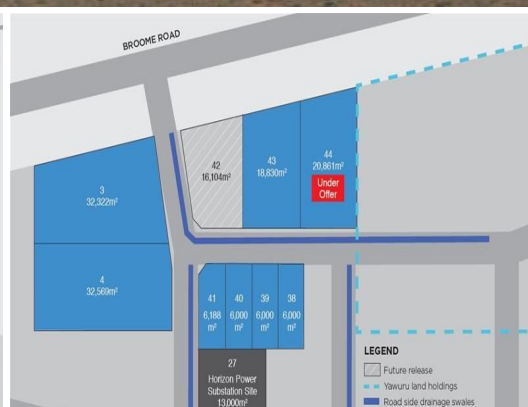 BROOME ROAD
42
16,104m²
43
18,830m²
44
20,861m²
Under
Offer
3
32,322m²
4
32,569m²
41
6,188
m²
40
6,000
m²
39
6,000
m²
38
6,000
m²
27
Horizon Power
Substation Site
13,000m²
LEGEND
Future release
Yawuru land holdings
Road side drainage swales